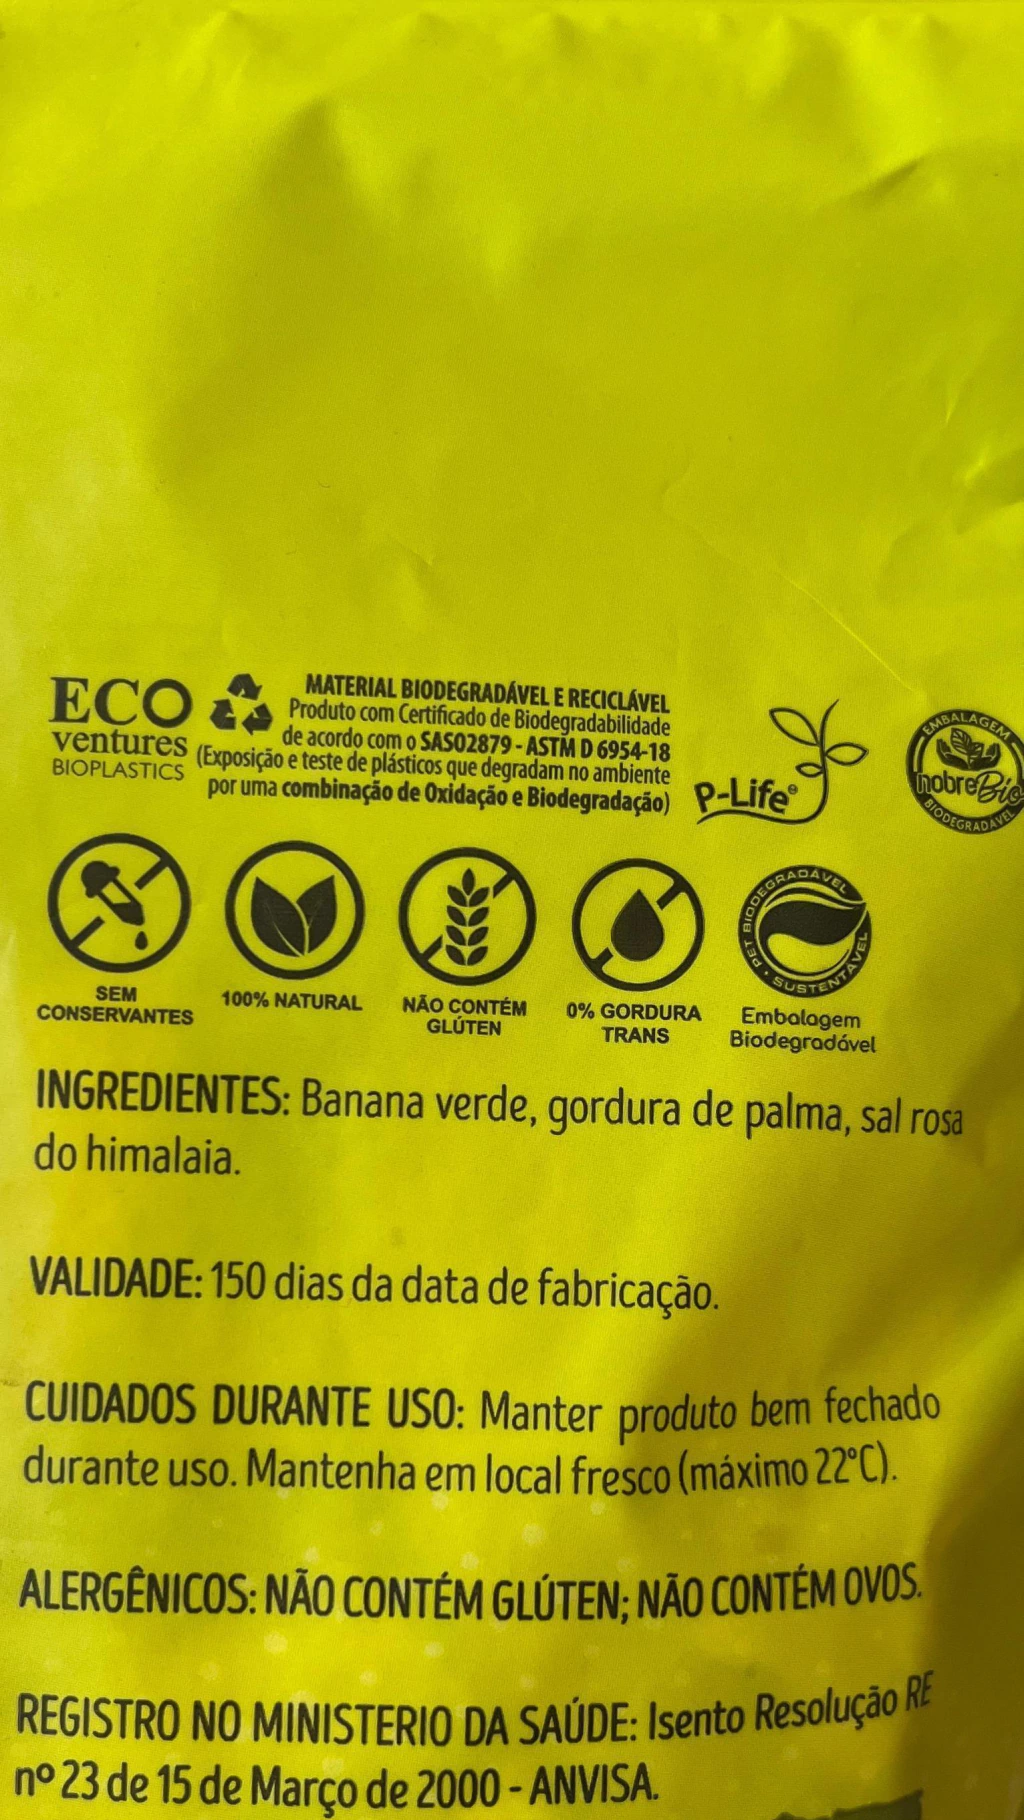 ECO
ventures
BIOPLASTICS
MATERIAL BIODEGRADÁVEL E RECICLÁVEL
Produto com Certificado de Biodegradabilidade
de acordo com o SAS02879 - ASTM D 6954-18
(Exposição e teste de plásticos que degradam no ambiente
por uma combinação de Oxidação e Biodegradação)
P-Life®
EMBALAGEM
nobreBio
BIODEGRADAVEL
PET BIODEGRADÁVEL • SUSTENTÁVEL
SEM
CONSERVANTES
100% NATURAL
NÃO CONTÉM
GLÚTEN
0% GORDURA
TRANS
Embalagem
Biodegradável
INGREDIENTES: Banana verde, gordura de palma, sal rosa
do himalaia.
VALIDADE: 150 dias da data de fabricação.
CUIDADOS DURANTE USO: Manter produto bem fechado
durante uso. Mantenha em local fresco (máximo 22°C).
ALERGÊNICOS: NÃO CONTÉM GLÚTEN; NÃO CONTÉM OVOS.
REGISTRO NO MINISTERIO DA SAÚDE: Isento Resolução RE
nº 23 de 15 de Março de 2000 - ANVISA.